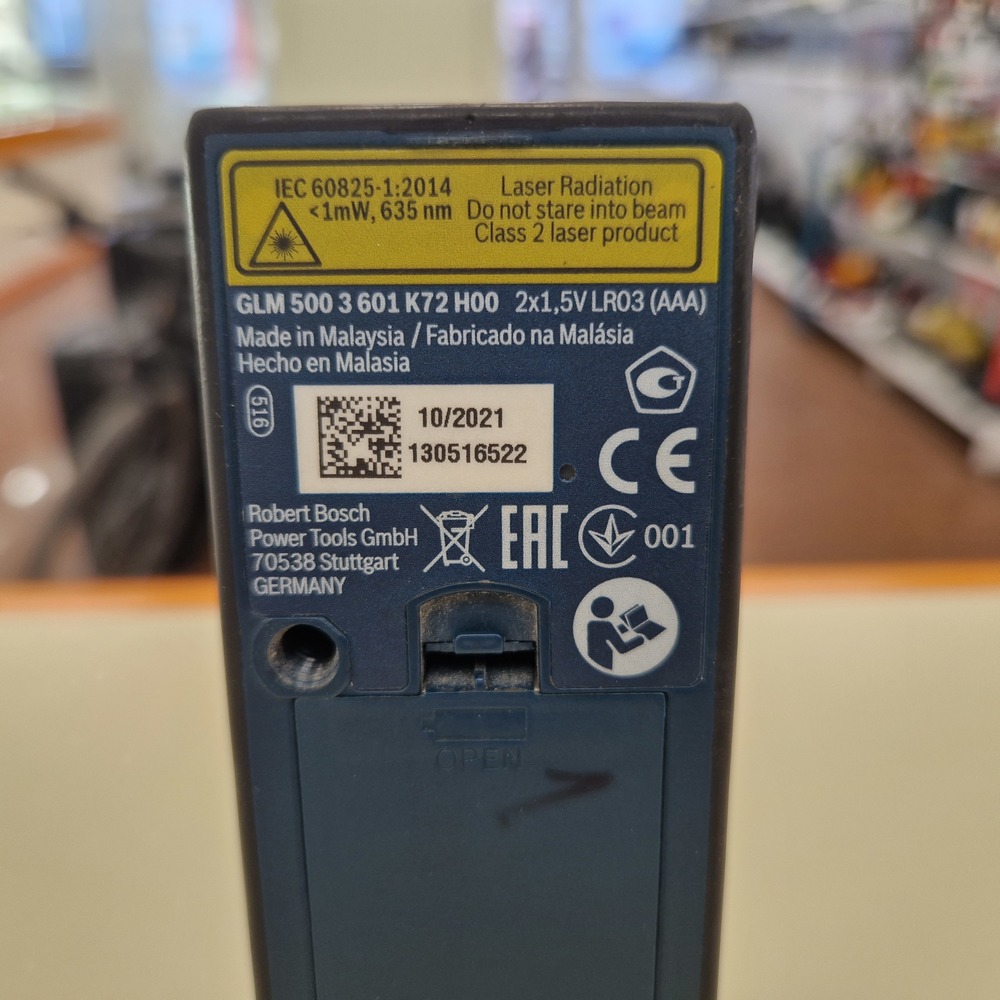 IEC 60825-1:2014
<1mW, 635 nm
Laser Radiation
Do not stare into beam
Class 2 laser product
GLM 500 3 601 K72 H00 2x1,5V LR03 (AAA)
Made in Malaysia / Fabricado na Malásia
Hecho en Malasia
516
10/2021
130516522
CE
Robert Bosch
Power Tools GmbH
70538 Stuttgart
GERMANY
EAC
001
OPEN